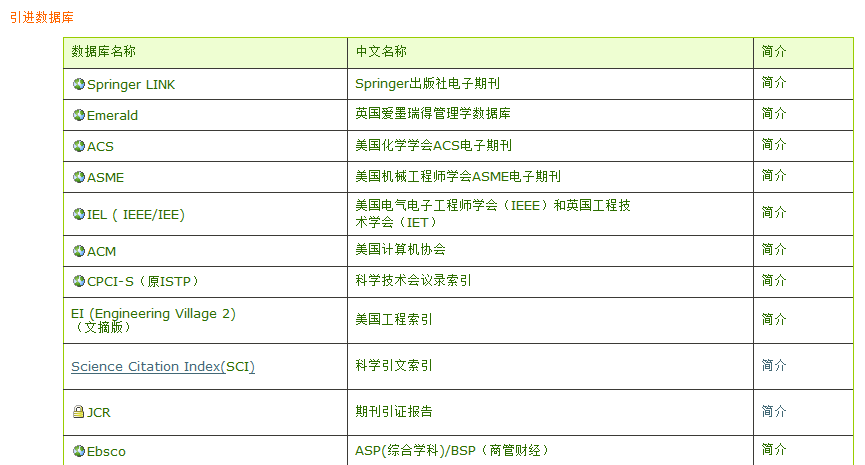 引进数据库
数据库名称 中文名称 简介
Springer LINK Springer出版社电子期刊 简介
Emerald 英国爱墨瑞得管理学数据库 简介
ACS 美国化学学会ACS电子期刊 简介
ASME 美国机械工程师学会ASME电子期刊 简介
IEL ( IEEE/IEE) 美国电气电子工程师学会（IEEE）和英国工程技 简介
术学会（IET）
ACM 美国计算机协会 简介
CPCI-S（原ISTP） 科学技术会议录索引 简介
EI (Engineering Village 2) 美国工程索引 简介
（文摘版）
Science Citation Index(SCI) 科学引文索引 简介
JCR 期刊引证报告 简介
Ebsco ASP(综合学科)/BSP（商管财经） 简介